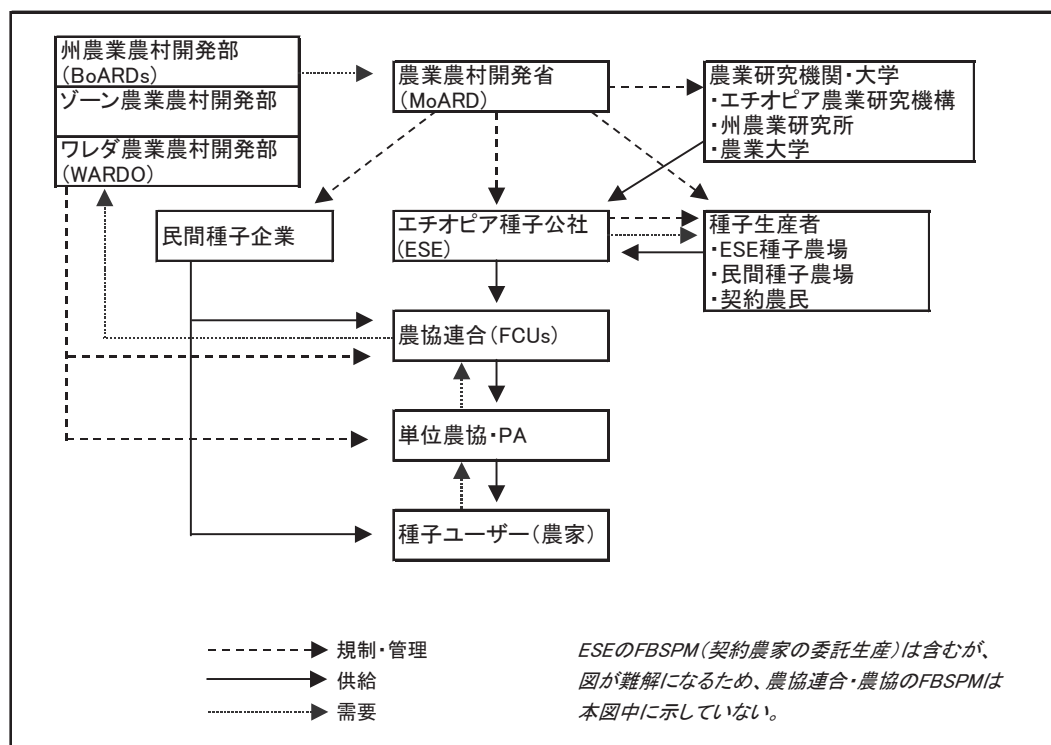 州農業農村開発部
(BoARDs)
ゾーン農業農村開発部
ワレダ農業農村開発部
(WARDO)
農業農村開発省
(MoARD)
農業研究機関・大学
・エチオピア農業研究機構
・州農業研究所
・農業大学
民間種子企業
エチオピア種子公社
(ESE)
種子生産者
・ESE種子農場
・民間種子農場
・契約農民
農協連合(FCUs)
単位農協・PA
種子ユーザー(農家)
規制・管理
供給
需要
ESEのFBSPM(契約農家の委託生産)は含むが、
図が難解になるため、農協連合・農協のFBSPMは
本図中に示していない。